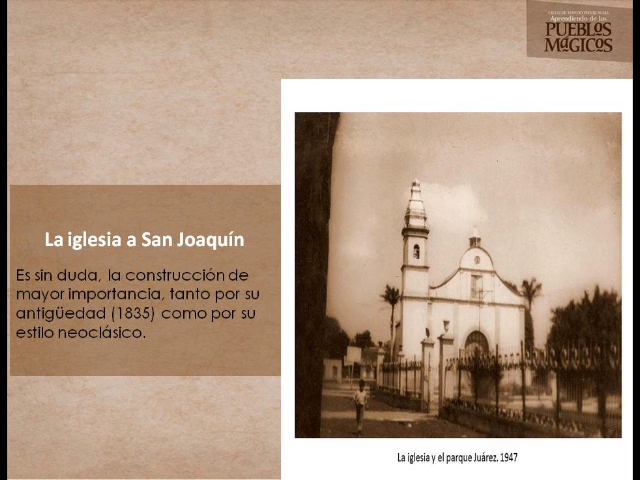 Aprendiendo de los
PUEBLOS
MáGICOS
La iglesia a San Joaquín
Es sin duda, la construcción de
mayor importancia, tanto por su
antigüedad (1835) como por su
estilo neoclásico.
La iglesia y el parque Juárez. 1947